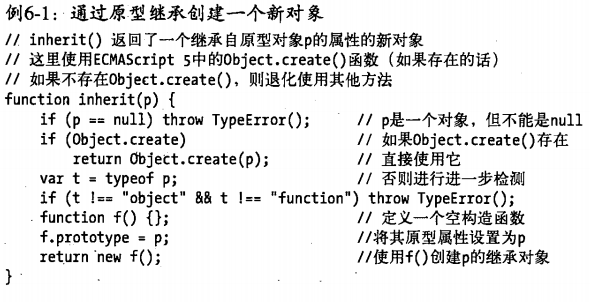 例6-1：通过原型继承创建一个新对象
// inherit() 返回了一个继承自原型对象p的属性的新对象
// 这里使用ECMAScript 5中的Object.create()函数（如果存在的话）
// 如果不存在Object.create()，则退化使用其他方法
function inherit(p) {
    if (p == null) throw TypeError();      // p是一个对象，但不能是null
    if (Object.create)                     // 如果Object.create()存在
        return Object.create(p);           // 直接使用它
    var t = typeof p;                      // 否则进行进一步检测
    if (t !== "object" && t !== "function") throw TypeError();
    function f() {};                       // 定义一个空构造函数
    f.prototype = p;                       //将其原型属性设置为p
    return new f();                        //使用f()创建p的继承对象
}